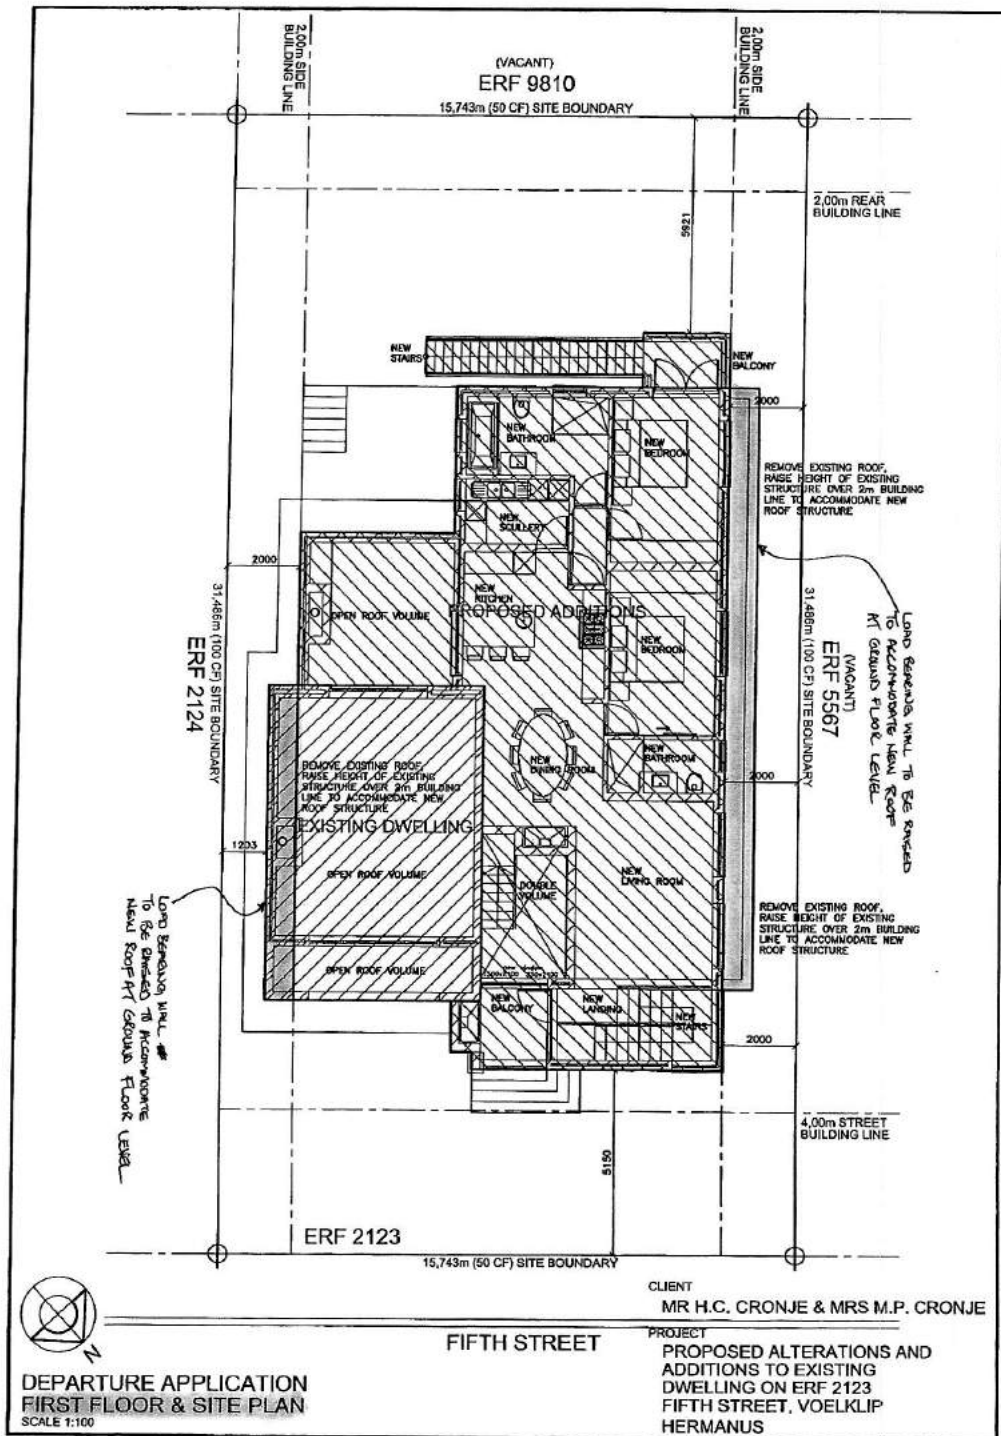 2,00m SIDE
BUILDING LINE
(VACANT)
ERF 9810
15,743m (50 CF) SITE BOUNDARY
2,00m SIDE
BUILDING LINE
2,00m REAR
BUILDING LINE
5921
NEW
STAIRS
NEW
BALCONY
2000
NEW
BATHROOM
NEW
BEDROOM
REMOVE EXISTING ROOF,
RAISE HEIGHT OF EXISTING
STRUCTURE OVER 2m BUILDING
LINE TO ACCOMMODATE NEW
ROOF STRUCTURE
NEW
SCULLERY
2000
OPEN ROOF VOLUME
NEW
KITCHEN
PROPOSED ADDITIONS
NEW
BEDROOM
31,486m (100 CF) SITE BOUNDARY
ERF 2124
31,486m (100 CF) SITE BOUNDARY
(VACANT)
ERF 5567
LOAD BEARING WALL TO BE RAISED
TO ACCOMMODATE NEW ROOF
AT GROUND FLOOR LEVEL
REMOVE EXISTING ROOF,
RAISE HEIGHT OF EXISTING
STRUCTURE OVER 2m BUILDING
LINE TO ACCOMMODATE NEW
ROOF STRUCTURE
NEW
DINING ROOM
NEW
BATHROOM
2000
EXISTING DWELLING
1203
OPEN ROOF VOLUME
DOUBLE
VOLUME
NEW
LIVING ROOM
LOAD BEARING WALL
TO BE RAISED TO ACCOMMODATE
NEW ROOF AT GROUND FLOOR LEVEL
REMOVE EXISTING ROOF,
RAISE HEIGHT OF EXISTING
STRUCTURE OVER 2m BUILDING
LINE TO ACCOMMODATE NEW
ROOF STRUCTURE
OPEN ROOF VOLUME
NEW
BALCONY
NEW
LANDING
NEW
STAIRS
2000
4,00m STREET
BUILDING LINE
5150
ERF 2123
15,743m (50 CF) SITE BOUNDARY
N
FIFTH STREET
CLIENT
MR H.C. CRONJE & MRS M.P. CRONJE
PROJECT
PROPOSED ALTERATIONS AND
ADDITIONS TO EXISTING
DWELLING ON ERF 2123
FIFTH STREET, VOELKLIP
HERMANUS
DEPARTURE APPLICATION
FIRST FLOOR & SITE PLAN
SCALE 1:100